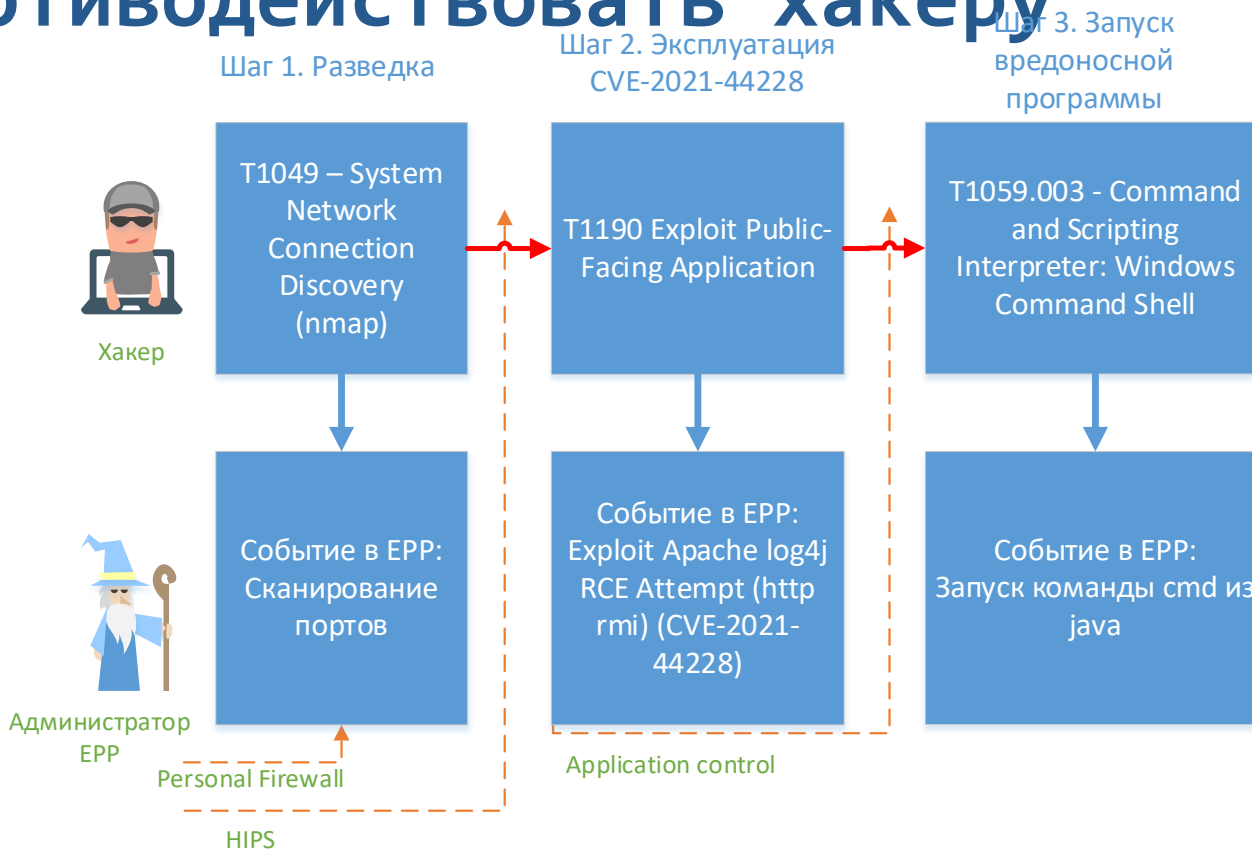 отиводействовать хакеру
Шаг 1. Разведка
Шаг 2. Эксплуатация
CVE-2021-44228
Шаг 3. Запуск
вредоносной
программы
T1049 – System
Network
Connection
Discovery
(nmap)
T1190 Exploit Public-
Facing Application
T1059.003 - Command
and Scripting
Interpreter: Windows
Command Shell
Хакер
Событие в EPP:
Сканирование
портов
Событие в EPP:
Exploit Apache log4j
RCE Attempt (http
rmi) (CVE-2021-
44228)
Событие в EPP:
Запуск команды cmd из
java
Администратор
EPP
Personal Firewall
Application control
HIPS